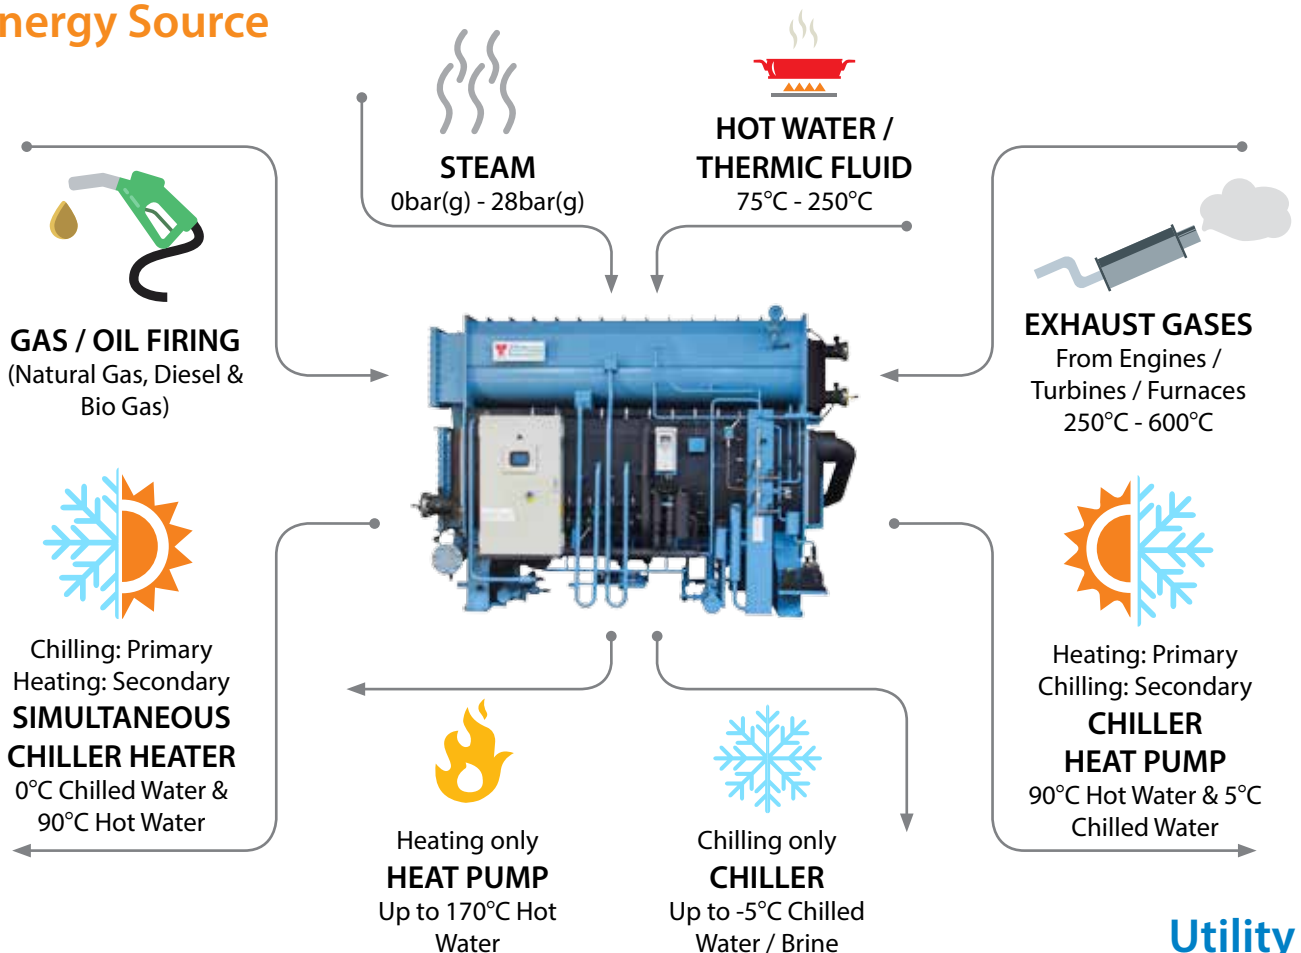 nergy Source
STEAM
0bar(g) - 28bar(g)
HOT WATER /
THERMIC FLUID
75°C - 250°C
GAS / OIL FIRING
(Natural Gas, Diesel &
Bio Gas)
EXHAUST GASES
From Engines /
Turbines / Furnaces
250°C - 600°C
Chilling: Primary
Heating: Secondary
SIMULTANEOUS
CHILLER HEATER
0°C Chilled Water &
90°C Hot Water
Heating only
HEAT PUMP
Up to 170°C Hot
Water
Chilling only
CHILLER
Up to -5°C Chilled
Water / Brine
Heating: Primary
Chilling: Secondary
CHILLER
HEAT PUMP
90°C Hot Water & 5°C
Chilled Water
Utility